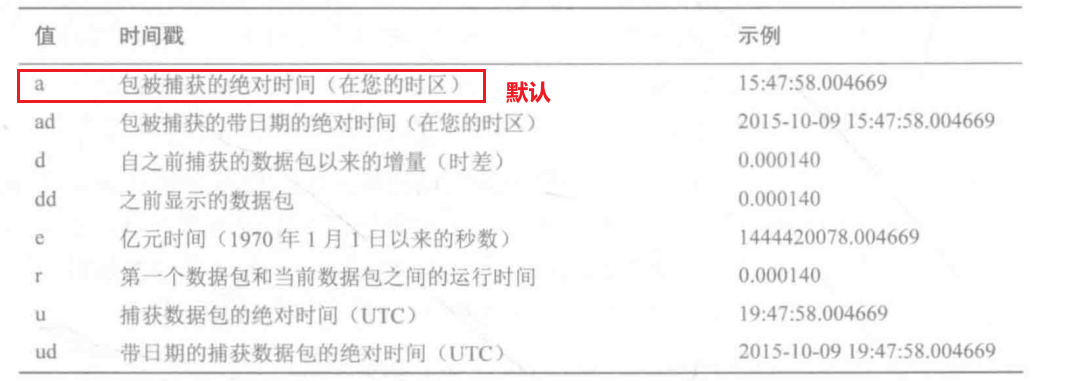 值 时间戳 示例
a 包被捕获的绝对时间（在您的时区） 默认 15:47:58.004669
ad 包被捕获的带日期的绝对时间（在您的时区） 2015-10-09 15:47:58.004669
d 自之前捕获的数据包以来的增量（时差） 0.000140
dd 之前显示的数据包 0.000140
e 亿元时间（1970 年 1 月 1 日以来的秒数） 1444420078.004669
r 第一个数据包和当前数据包之间的运行时间 0.000140
u 捕获数据包的绝对时间（UTC） 19:47:58.004669
ud 带日期的捕获数据包的绝对时间（UTC） 2015-10-09 19:47:58.004669